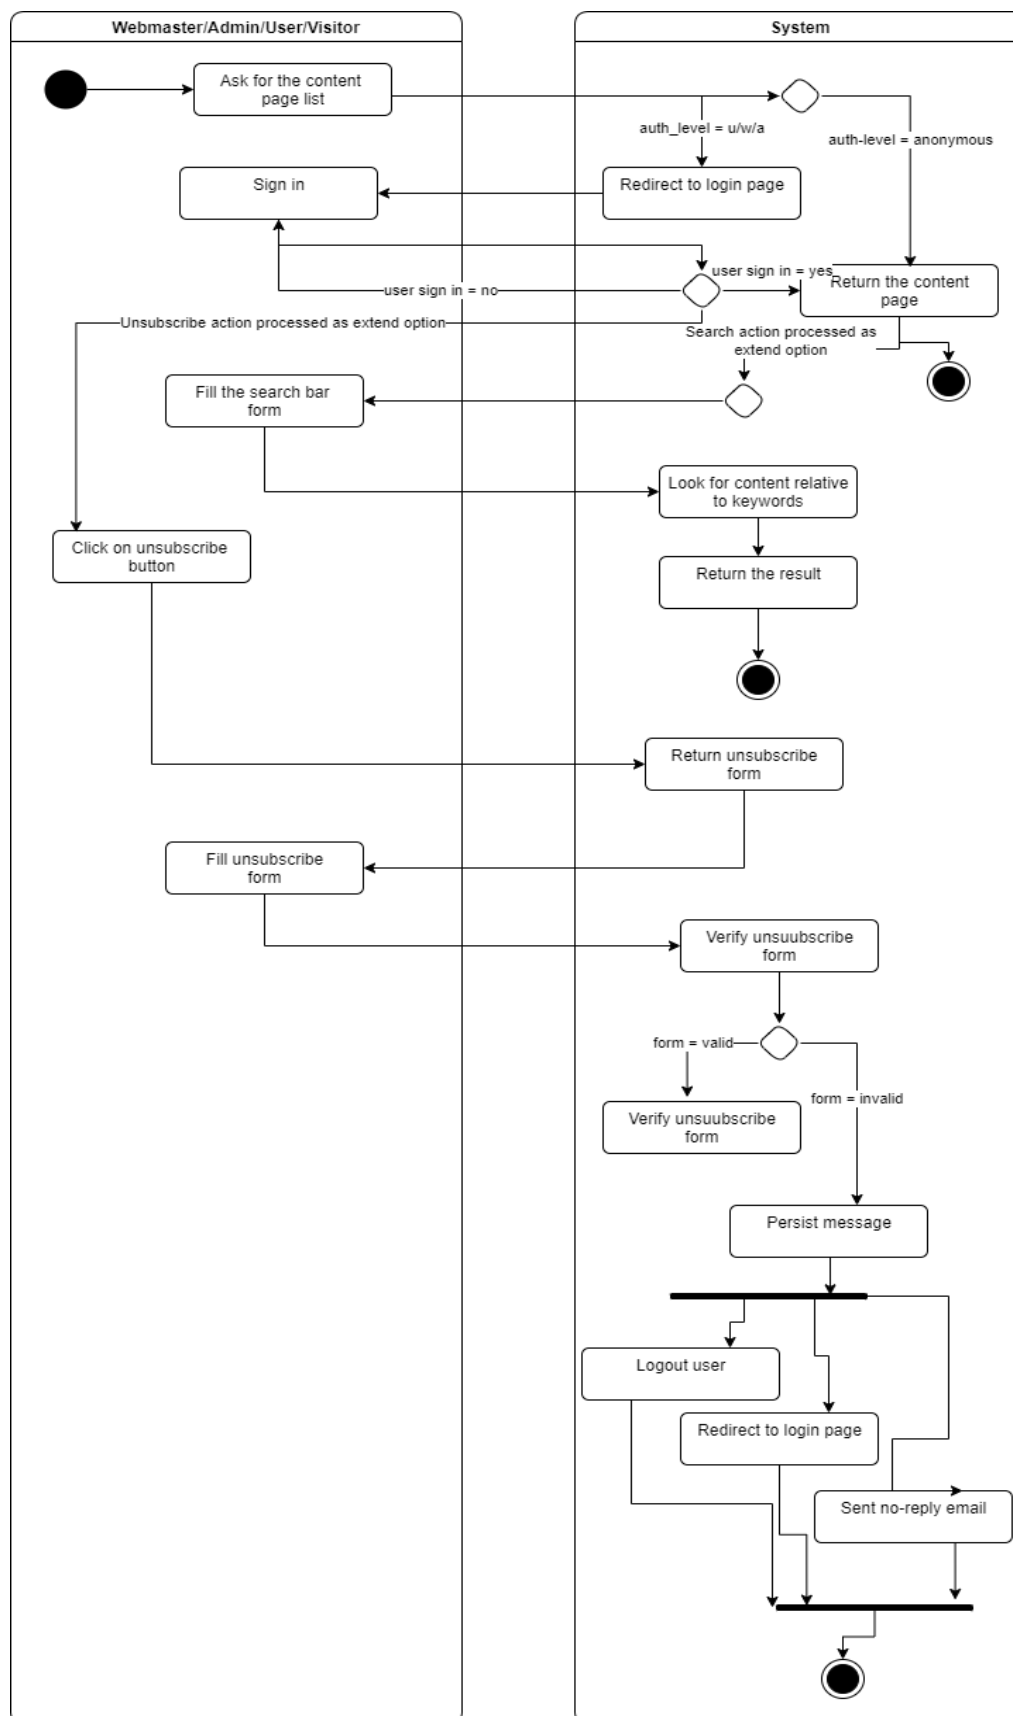 Webmaster/Admin/User/Visitor
System
Ask for the content
page list
auth_level = u/w/a
auth-level = anonymous
Sign in
Redirect to login page
user sign in = yes
Return the content
page
user sign in = no
Unsubscribe action processed as extend option
Search action processed as
extend option
Fill the search bar
form
Look for content relative
to keywords
Click on unsubscribe
button
Return the result
Return unsubscribe
form
Fill unsubscribe
form
Verify unsuubscribe
form
form = valid
form = invalid
Verify unsuubscribe
form
Persist message
Logout user
Redirect to login page
Sent no-reply email